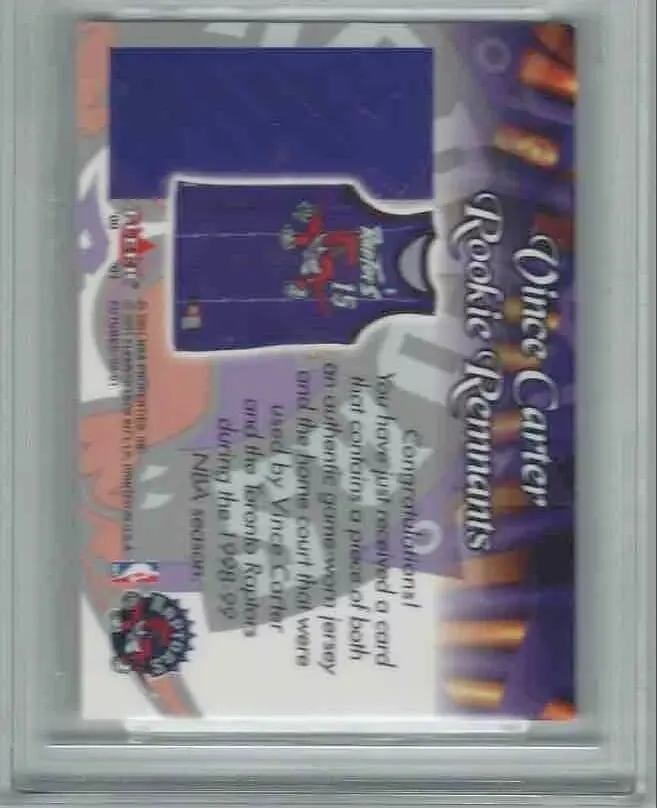 Vince Carter
Rookie Remnants
Congratulations!
You have just received a card
that contains a piece of both
an authentic game worn jersey
and the home court that were
used by Vince Carter
and the Toronto Raptors
during the 1998-99
NBA season.
Raptors
15
RAPTORS